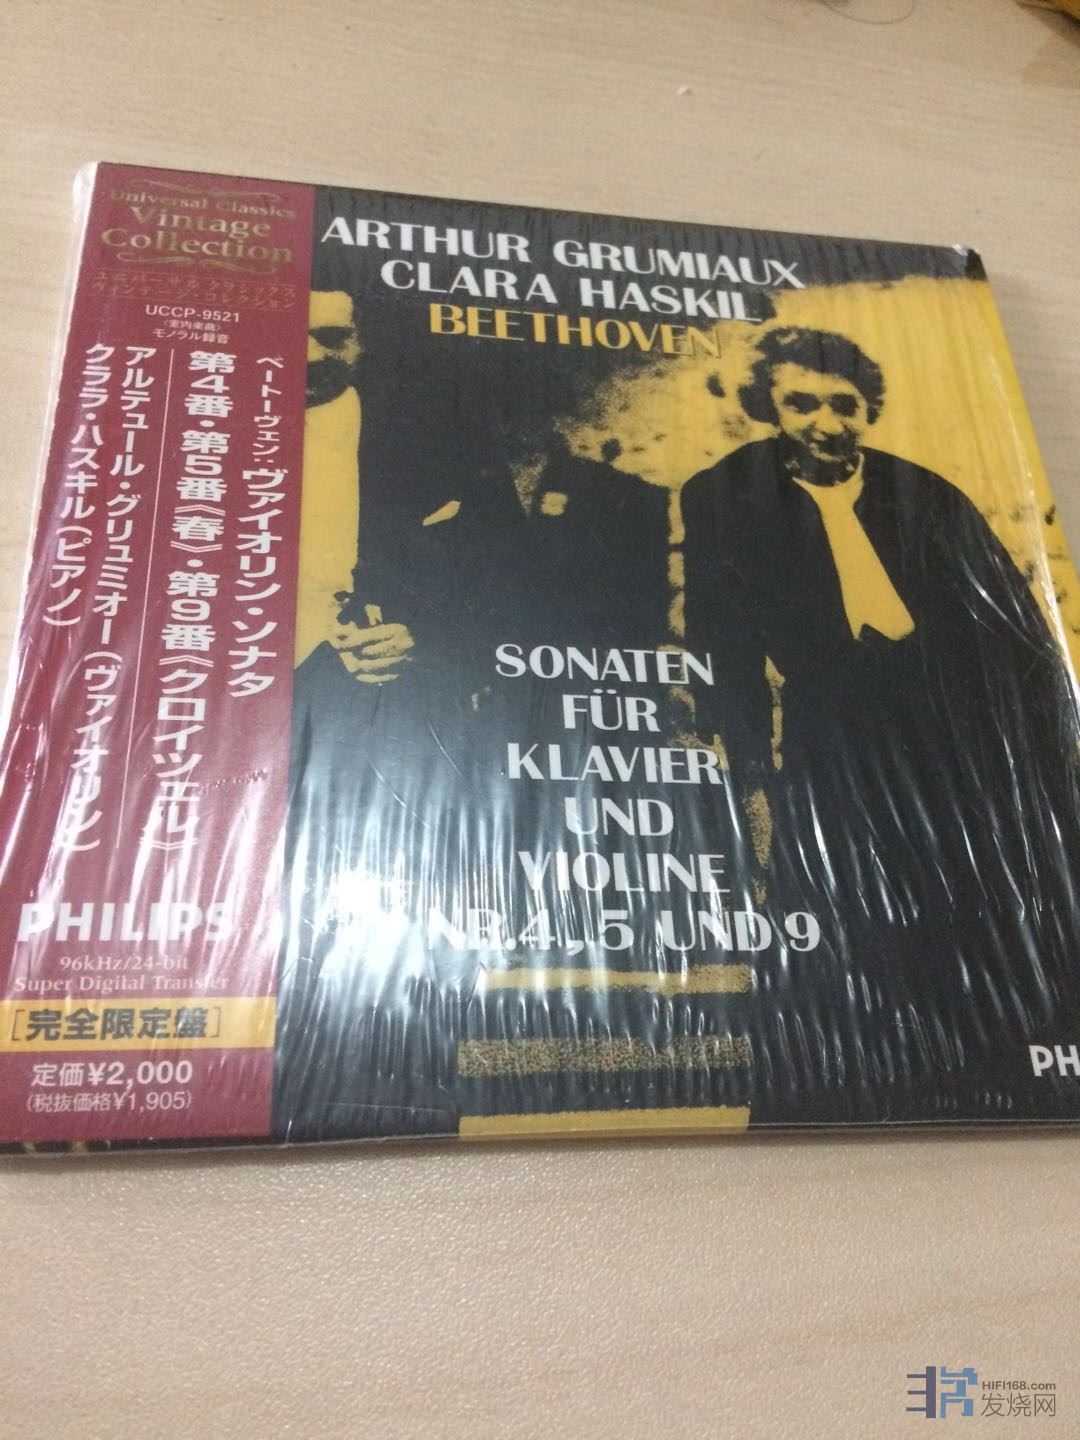 Universal Classics
Vintage
Collection
ユニバーサル・クラシックス
ヴィンテージ・コレクション
UCCP-9521
〈室内楽曲〉
モノラル録音
ベートーヴェン：ヴァイオリン・ソナタ
第4番・第5番《春》・第9番《クロイツェル》
アルテュール・グリュミオー（ヴァイオリン）
クララ・ハスキル（ピアノ）
PHILIPS
96kHz/24-bit
Super Digital Transfer
[完全限定盤]
定価¥2,000
(税抜価格¥1,905)
ARTHUR GRUMIAUX
CLARA HASKIL
BEETHOVEN
SONATEN
FÜR
KLAVIER
UND
VIOLINE
NR.4,5 UND 9
PH
HIFI168.com
发烧网